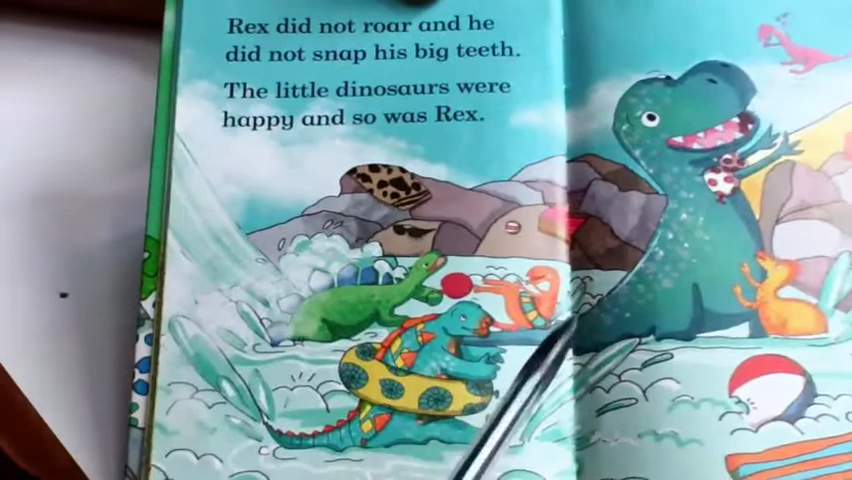 Rex did not roar and he
did not snap his big teeth.
The little dinosaurs were
happy and so was Rex.